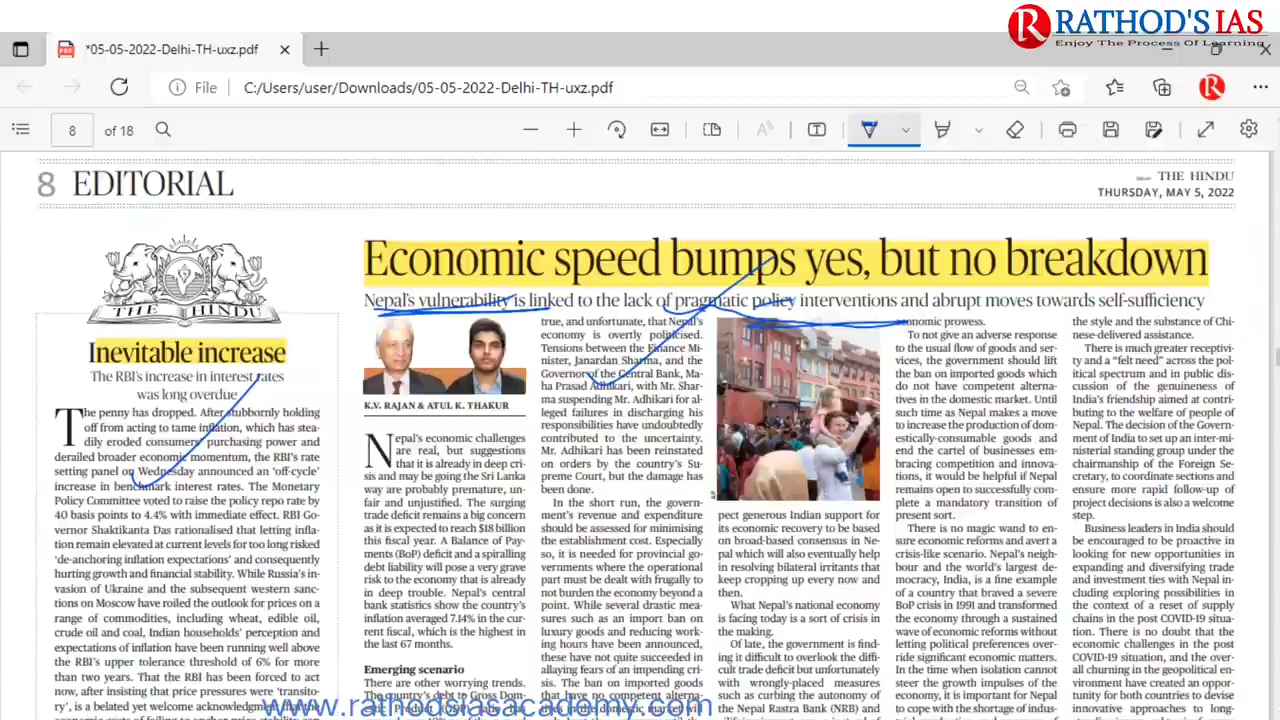 RATHOD'S IAS
Enjoy The Process Of Learning
*05-05-2022-Delhi-TH-uxz.pdf
File
C:/Users/user/Downloads/05-05-2022-Delhi-TH-uxz.pdf
8
of 18
8 EDITORIAL
THE HINDU
THURSDAY, MAY 5, 2022
THE HINDU
Inevitable increase
The RBI's increase in interest rates
was long overdue
The penny has dropped. After stubbornly holding
off from acting to tame inflation, which has stea-
dily eroded consumers' purchasing power and
derailed broader economic momentum, the RBI's rate
setting panel on Wednesday announced an 'off-cycle'
increase in benchmark interest rates. The Monetary
Policy Committee voted to raise the policy repo rate by
40 basis points to 4.4% with immediate effect. RBI Go-
vernor Shaktikanta Das rationalised that letting infla-
tion remain elevated at current levels for too long risked
'de-anchoring inflation expectations' and consequently
hurting growth and financial stability. While Russia's in-
vasion of Ukraine and the subsequent western sanc-
tions on Moscow have roiled the outlook for prices on a
range of commodities, including wheat, edible oil,
crude oil and coal, Indian households' perception and
expectations of inflation have been running well above
the RBI's upper tolerance threshold of 6% for more
than two years. That the RBI has been forced to act
now, after insisting that price pressures were 'transito-
ry', is a belated yet welcome acknowledgment of the
Economic speed bumps yes, but no breakdown
Nepal's vulnerability is linked to the lack of pragmatic policy interventions and abrupt moves towards self-sufficiency
K.V. RAJAN & ATUL K. THAKUR
Nepal's economic challenges
are real, but suggestions
that it is already in deep cri-
sis and may be going the Sri Lanka
way are probably premature, un-
fair and unjustified. The surging
trade deficit remains a big concern
as it is expected to reach $18 billion
this fiscal year. A Balance of Pay-
ments (BoP) deficit and a spiralling
debt liability will pose a very grave
risk to the economy that is already
in deep trouble. Nepal's central
bank statistics show the country's
inflation averaged 7.14% in the cur-
rent fiscal, which is the highest in
the last 67 months.
Emerging scenario
There are other worrying trends.
The country's debt to Gross Dom-
true, and unfortunate, that Nepal's
economy is overtly politicised.
Tensions between the Finance Mi-
nister, Janardan Sharma, and the
Governor of the Central Bank, Ma-
ha Prasad Adhikari, with Mr. Shar-
ma suspending Mr. Adhikari for al-
leged failures in discharging his
responsibilities have undoubtedly
contributed to the uncertainty.
Mr. Adhikari has been reinstated
on orders by the country's Su-
preme Court, but the damage has
been done.
In the short run, the govern-
ment's revenue and expenditure
should be assessed for minimising
the establishment cost. Especially
so, it is needed for provincial go-
vernments where the operational
part must be dealt with frugally to
not burden the economy beyond a
point. While several drastic mea-
sures such as an import ban on
luxury goods and reducing work-
ing hours have been announced,
these have not quite succeeded in
allaying fears of an impending cri-
sis. The ban on imported goods
that have no competent alterna-
pect generous Indian support for
its economic recovery to be based
on broad-based consensus in Ne-
pal which will also eventually help
in resolving bilateral irritants that
keep cropping up every now and
then.
What Nepal's national economy
is facing today is a sort of crisis in
the making.
Of late, the government is find-
ing it difficult to overlook the diffi-
cult trade deficit but unfortunately
with wrongly-placed measures
such as curbing the autonomy of
the Nepal Rastra Bank (NRB) and
economic prowess.
To not give an adverse response
to the usual flow of goods and ser-
vices, the government should lift
the ban on imported goods which
do not have competent alterna-
tives in the domestic market. Until
such time as Nepal makes a move
to increase the production of dom-
estically-consumable goods and
end the cartel of businesses em-
bracing competition and innova-
tions, it would be helpful if Nepal
remains open to successfully com-
plete a mandatory transition of
present sort.
There is no magic wand to en-
sure economic reforms and avert a
crisis-like scenario. Nepal's neigh-
bour and the world's largest de-
mocracy, India, is a fine example
of a country that braved a severe
BoP crisis in 1991 and transformed
the economy through a sustained
wave of economic reforms without
letting political preferences over-
ride significant economic matters.
In the time when isolation cannot
steer the growth impulses of the
economy, it is important for Nepal
to cope with the shortage of indus-
the style and the substance of Chi-
nese-delivered assistance.
There is much greater receptivi-
ty and a "felt need" across the pol-
itical spectrum and in public dis-
cussion of the genuineness of
India's friendship aimed at contri-
buting to the welfare of people of
Nepal. The decision of the Govern-
ment of India to set up an inter-mi-
nisterial standing group under the
chairmanship of the Foreign Se-
cretary, to coordinate sections and
ensure more rapid follow-up of
project decisions is also a welcome
step.
Business leaders in India should
be encouraged to be proactive in
looking for new opportunities in
expanding and diversifying trade
and investment ties with Nepal in-
cluding exploring possibilities in
the context of a reset of supply
chains in the post COVID-19 situa-
tion. There is no doubt that the
economic challenges in the post
COVID-19 situation, and the over-
all churning in the geopolitical en-
vironment have created an oppor-
tunity for both countries to devise
innovative approaches to long-
www.rathodsiasacademy.com